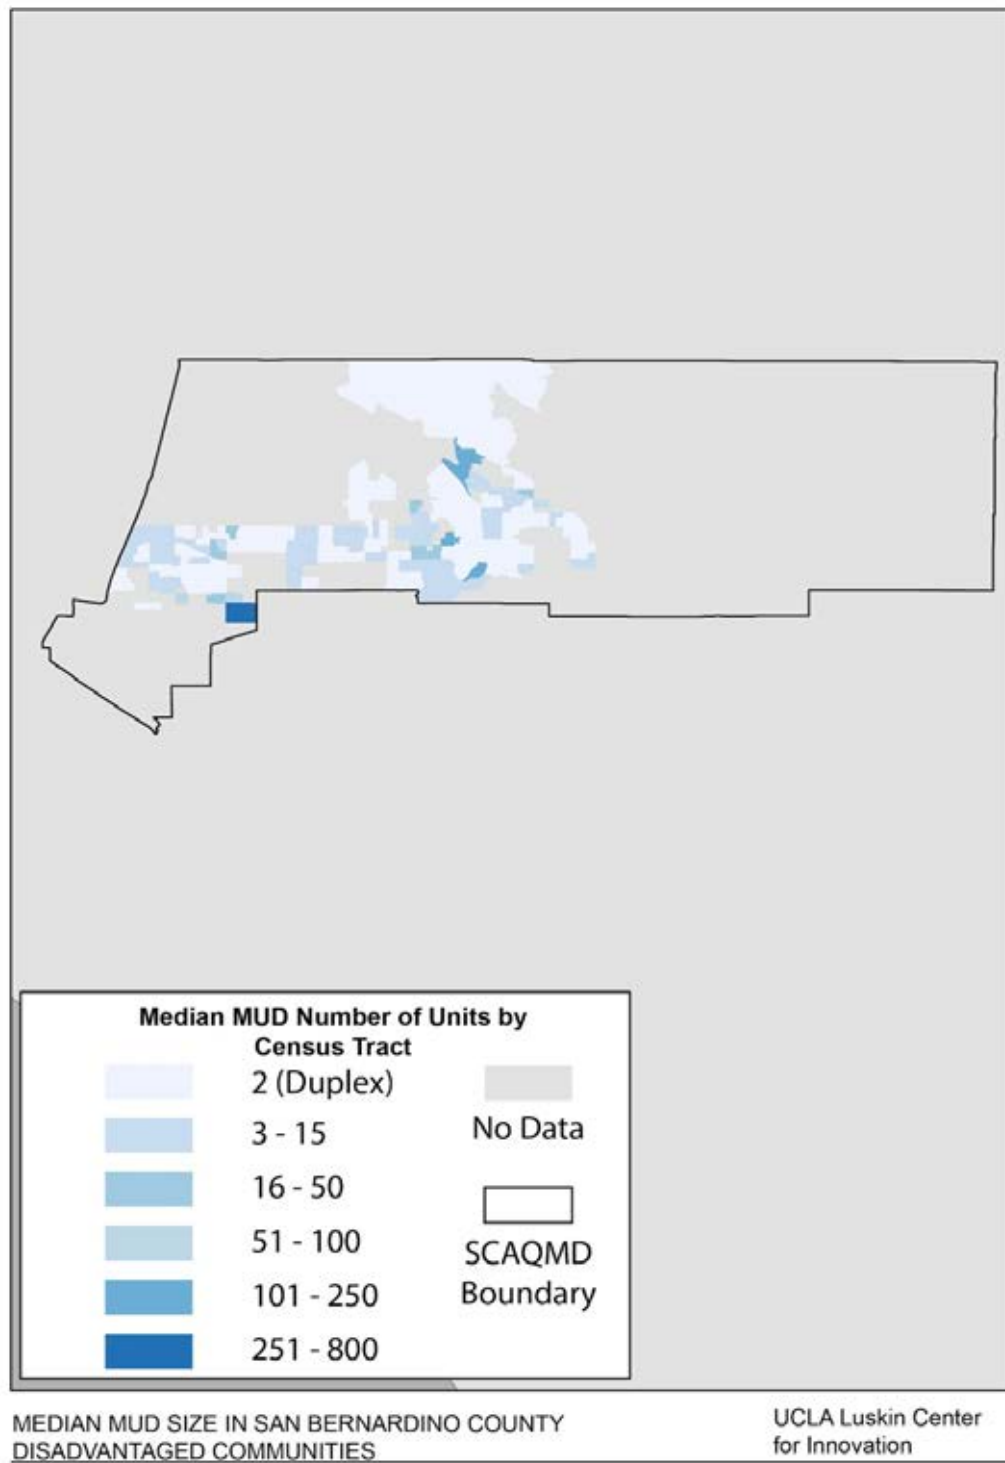 Median MUD Number of Units by
Census Tract
2 (Duplex)
3 - 15
16 - 50
51 - 100
101 - 250
251 - 800
No Data
SCAQMD
Boundary
MEDIAN MUD SIZE IN SAN BERNARDINO COUNTY
DISADVANTAGED COMMUNITIES
UCLA Luskin Center
for Innovation